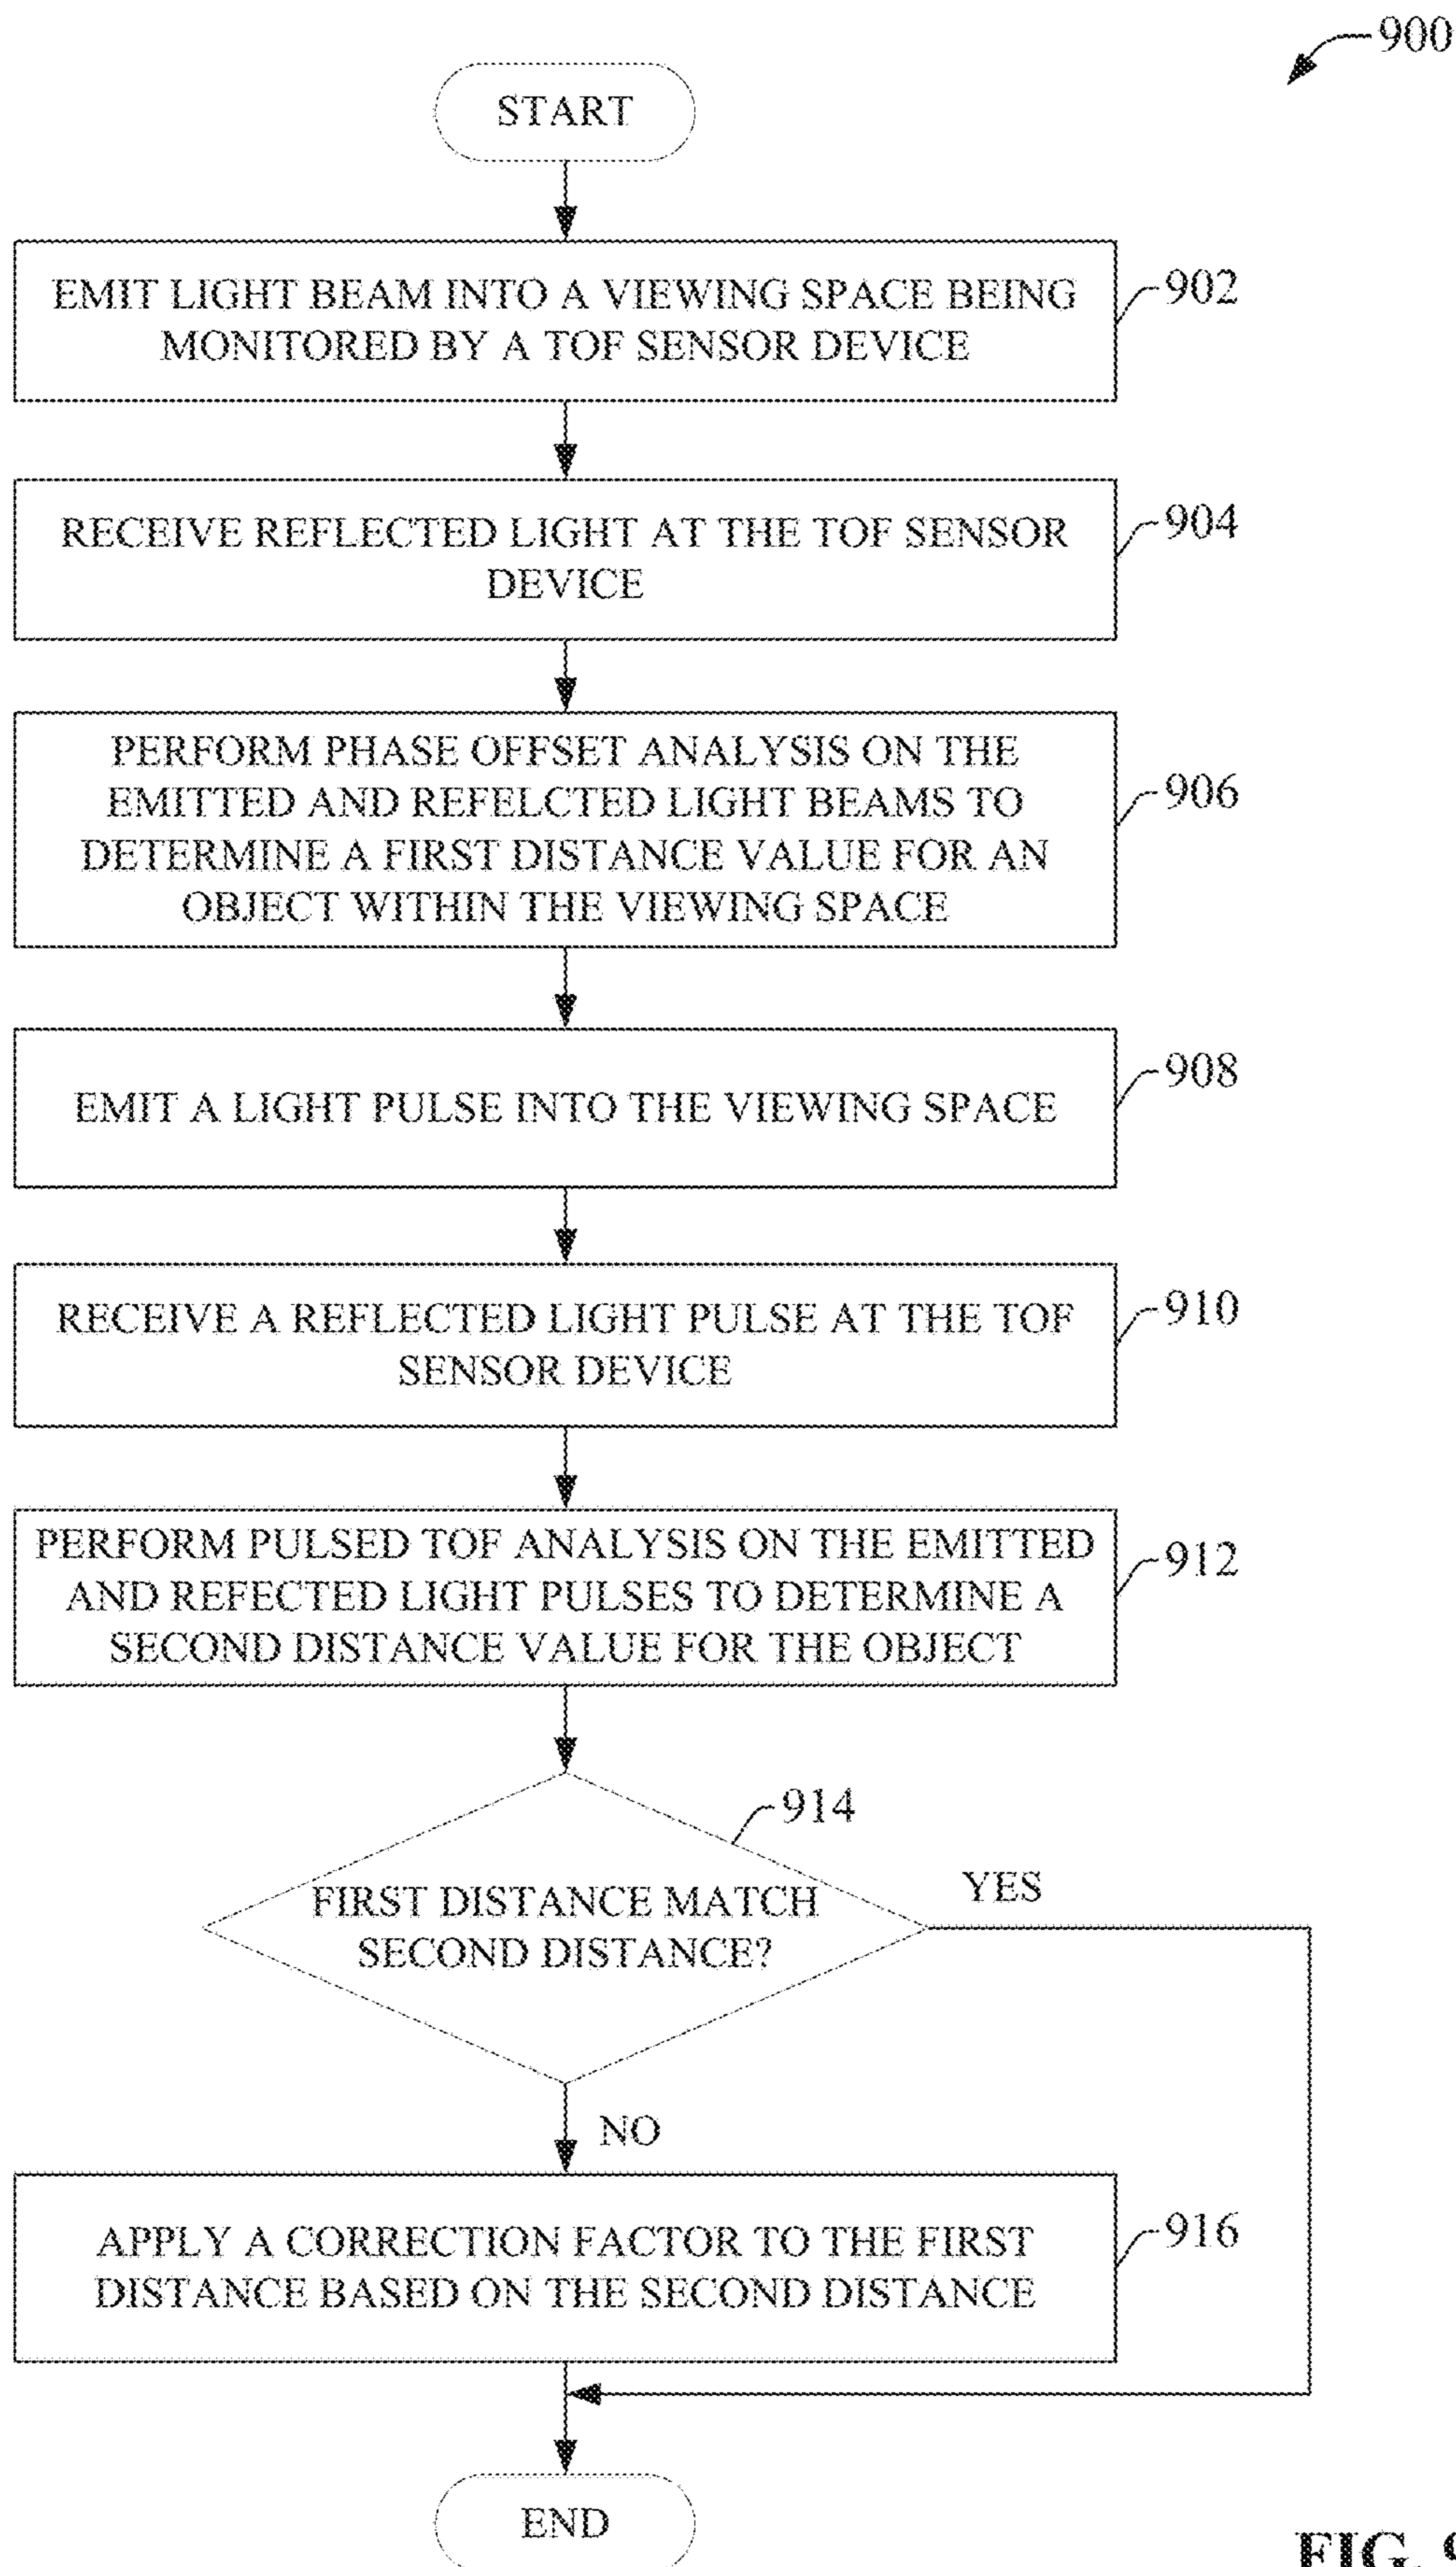 900
START
EMIT LIGHT BEAM INTO A VIEWING SPACE BEING
MONITORED BY A TOF SENSOR DEVICE
902
RECEIVE REFLECTED LIGHT AT THE TOF SENSOR
DEVICE
904
PERFORM PHASE OFFSET ANALYSIS ON THE
EMITTED AND REFELCTED LIGHT BEAMS TO
DETERMINE A FIRST DISTANCE VALUE FOR AN
OBJECT WITHIN THE VIEWING SPACE
906
EMIT A LIGHT PULSE INTO THE VIEWING SPACE
908
RECEIVE A REFLECTED LIGHT PULSE AT THE TOF
SENSOR DEVICE
910
PERFORM PULSED TOF ANALYSIS ON THE EMITTED
AND REFECTED LIGHT PULSES TO DETERMINE A
SECOND DISTANCE VALUE FOR THE OBJECT
912
914
FIRST DISTANCE MATCH
SECOND DISTANCE?
YES
NO
APPLY A CORRECTION FACTOR TO THE FIRST
DISTANCE BASED ON THE SECOND DISTANCE
916
END
FIG. 9